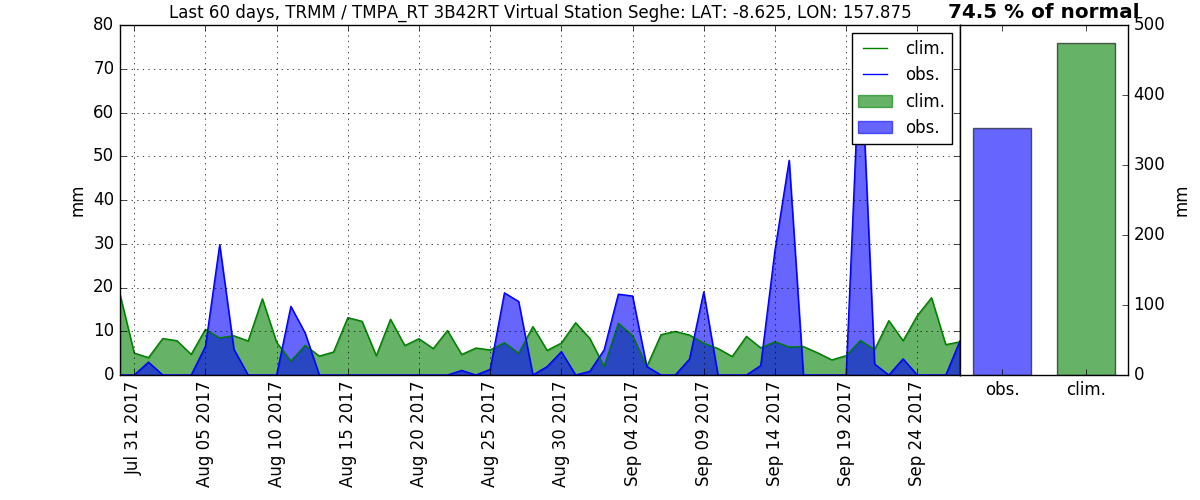 Last 60 days, TRMM / TMPA_RT 3B42RT Virtual Station Seghe: LAT: -8.625, LON: 157.875
74.5 % of normal
80
70
60
50
40
30
20
10
0
mm
clim.
obs.
clim.
obs.
Jul 31 2017
Aug 05 2017
Aug 10 2017
Aug 15 2017
Aug 20 2017
Aug 25 2017
Aug 30 2017
Sep 04 2017
Sep 09 2017
Sep 14 2017
Sep 19 2017
Sep 24 2017
500
400
300
200
100
0
mm
obs.
clim.